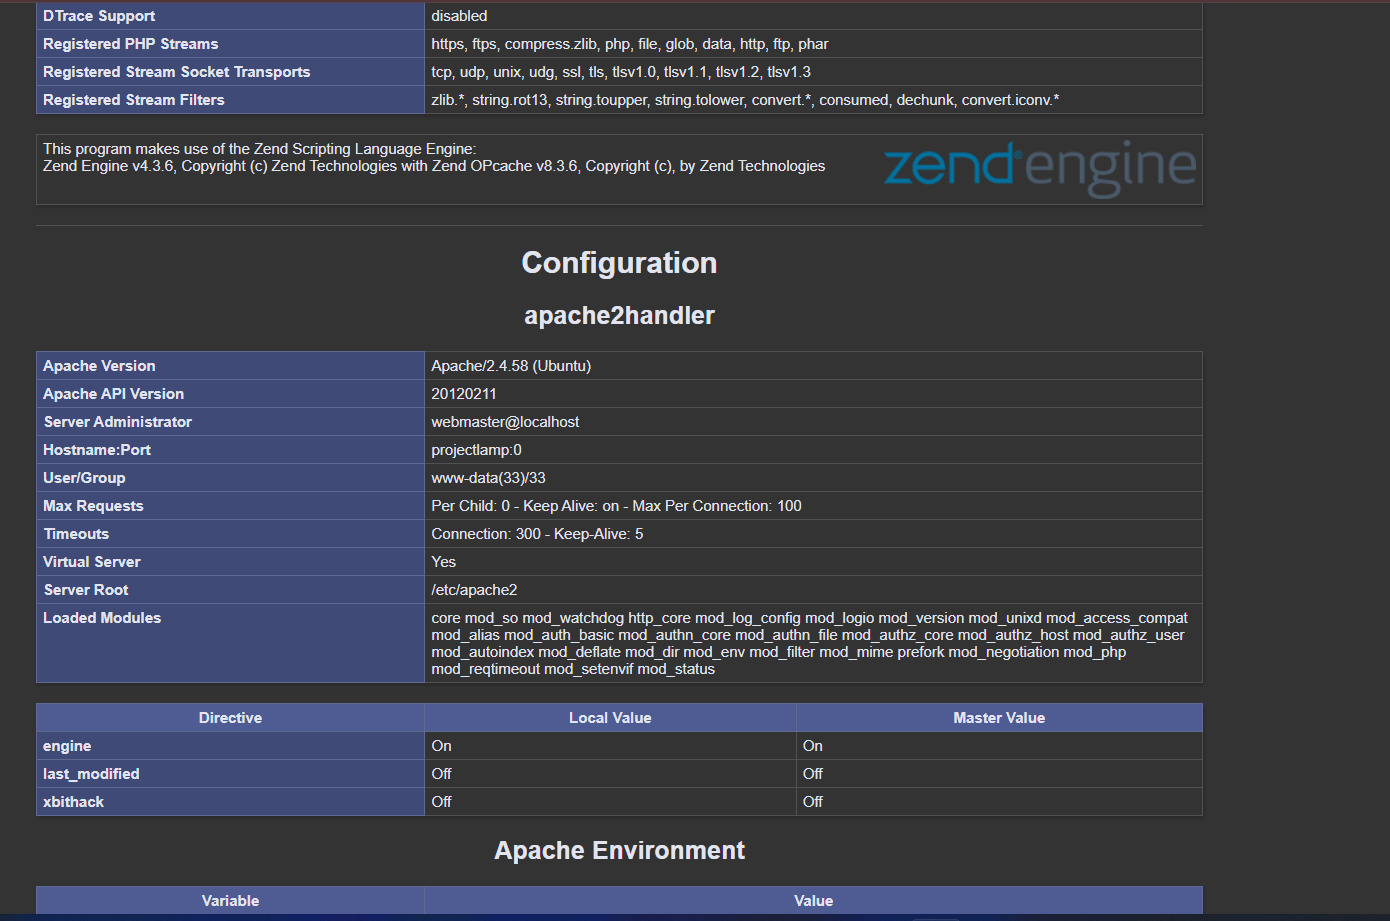 DTrace Support disabled
Registered PHP Streams https, ftps, compress.zlib, php, file, glob, data, http, ftp, phar
Registered Stream Socket Transports tcp, udp, unix, udg, ssl, tls, tlsv1.0, tlsv1.1, tlsv1.2, tlsv1.3
Registered Stream Filters zlib.*, string.rot13, string.toupper, string.tolower, convert.*, consumed, dechunk, convert.iconv.*
This program makes use of the Zend Scripting Language Engine:
Zend Engine v4.3.6, Copyright (c) Zend Technologies with Zend OPcache v8.3.6, Copyright (c), by Zend Technologies
zend® engine
Configuration
apache2handler
Apache Version Apache/2.4.58 (Ubuntu)
Apache API Version 20120211
Server Administrator webmaster@localhost
Hostname:Port projectlamp:0
User/Group www-data(33)/33
Max Requests Per Child: 0 - Keep Alive: on - Max Per Connection: 100
Timeouts Connection: 300 - Keep-Alive: 5
Virtual Server Yes
Server Root /etc/apache2
Loaded Modules core mod_so mod_watchdog http_core mod_log_config mod_logio mod_version mod_unixd mod_access_compat
mod_alias mod_auth_basic mod_authn_core mod_authn_file mod_authz_core mod_authz_host mod_authz_user
mod_autoindex mod_deflate mod_dir mod_env mod_filter mod_mime prefork mod_negotiation mod_php
mod_reqtimeout mod_setenvif mod_status
Directive Local Value Master Value
engine On On
last_modified Off Off
xbithack Off Off
Apache Environment
Variable Value